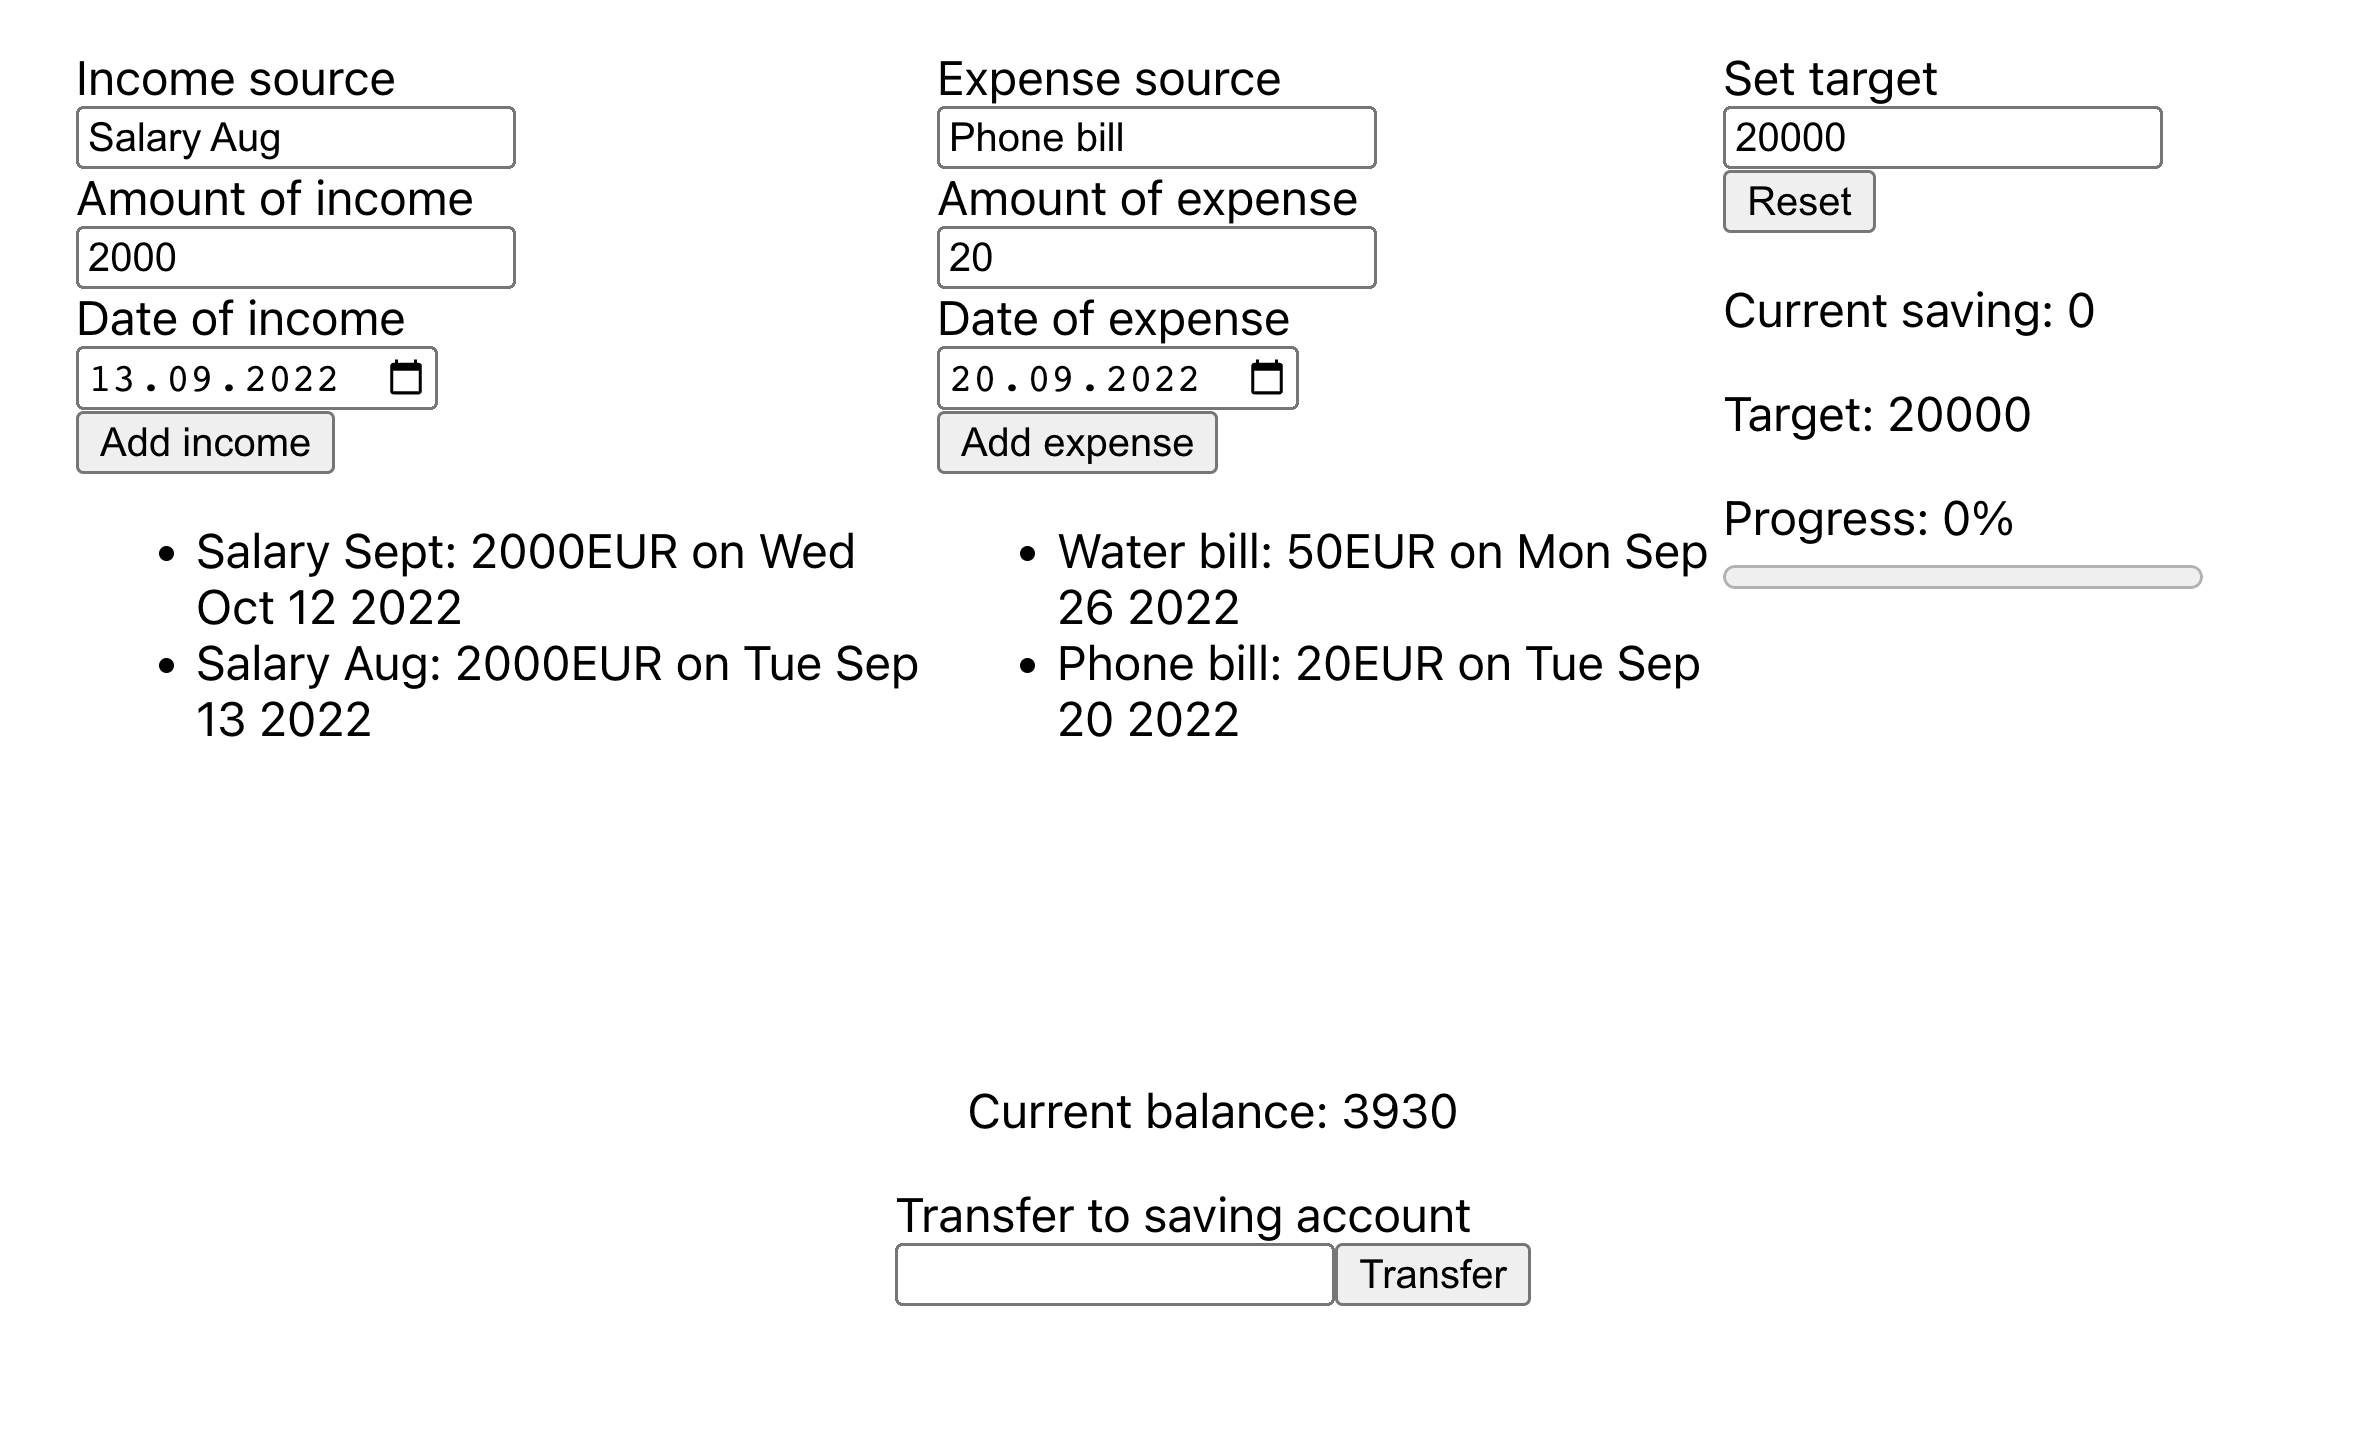 Income source
Salary Aug
Amount of income
2000
Date of income
13.09.2022
Add income
Salary Sept: 2000EUR on Wed
Oct 12 2022
Salary Aug: 2000EUR on Tue Sep
13 2022
Expense source
Phone bill
Amount of expense
20
Date of expense
20.09.2022
Add expense
Water bill: 50EUR on Mon Sep
26 2022
Phone bill: 20EUR on Tue Sep
20 2022
Set target
20000
Reset
Current saving: 0
Target: 20000
Progress: 0%
Current balance: 3930
Transfer to saving account
Transfer